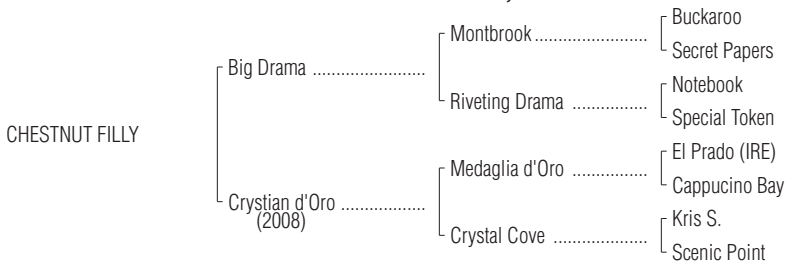 Buckaroo
Montbrook........................
Secret Papers
Big Drama ........................
Notebook
Riveting Drama ................
Special Token
CHESTNUT FILLY
El Prado (IRE)
Medaglia d'Oro ................
Cappucino Bay
Crystian d'Oro ..................
(2008)
Kris S.
Crystal Cove ....................
Scenic Point